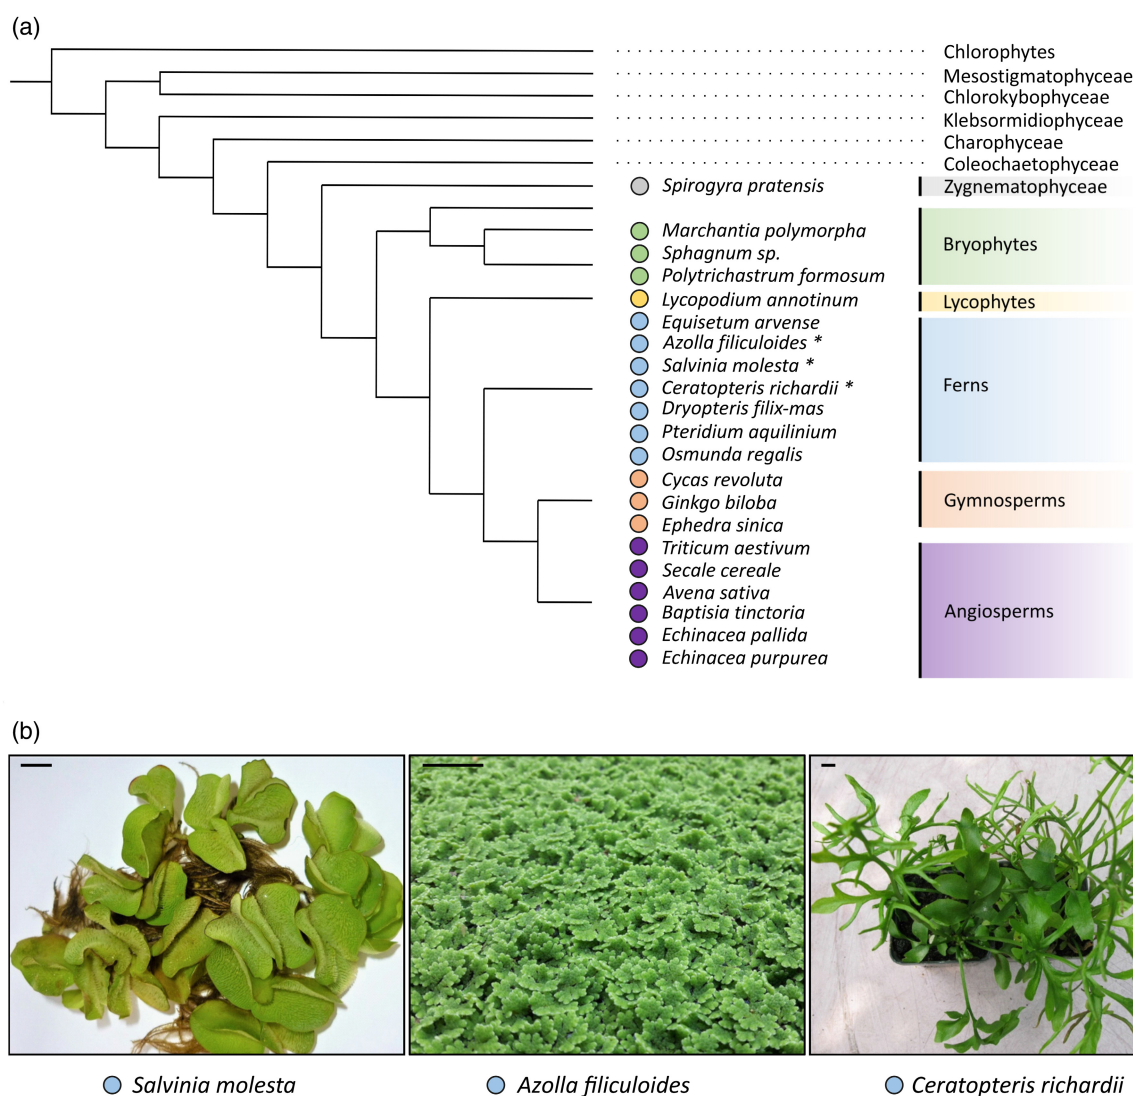 (a)
Chlorophytes
Mesostigmatophyceae
Chlorokybophyceae
Klebsormidiophyceae
Charophyceae
Coleochaetophyceae
Spirogyra pratensis
Zygnematophyceae
Marchantia polymorpha
Sphagnum sp.
Polytrichastrum formosum
Bryophytes
Lycopodium annotinum
Lycophytes
Equisetum arvense
Azolla filiculoides *
Salvinia molesta *
Ceratopteris richardii *
Dryopteris filix-mas
Pteridium aquilinium
Osmunda regalis
Ferns
Cycas revoluta
Ginkgo biloba
Ephedra sinica
Gymnosperms
Triticum aestivum
Secale cereale
Avena sativa
Baptisia tinctoria
Echinacea pallida
Echinacea purpurea
Angiosperms
(b)
Salvinia molesta
Azolla filiculoides
Ceratopteris richardii